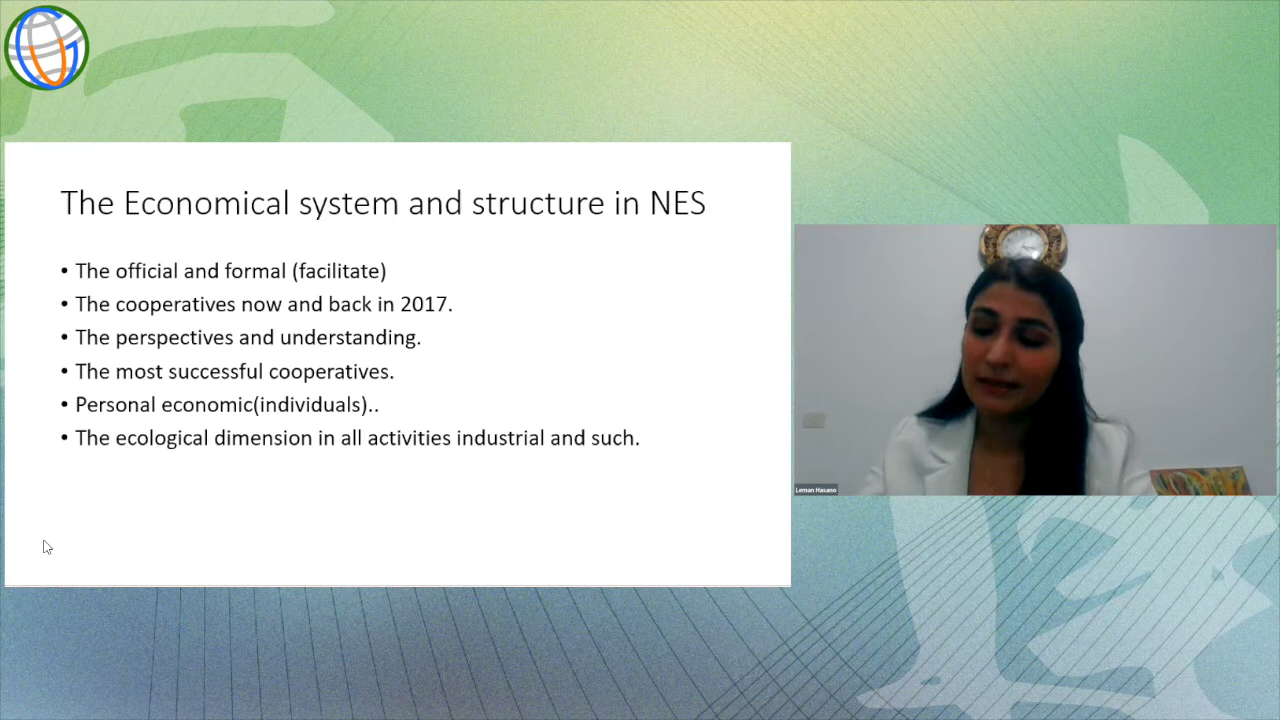 The Economical system and structure in NES
• The official and formal (facilitate)
• The cooperatives now and back in 2017.
• The perspectives and understanding.
• The most successful cooperatives.
• Personal economic(individuals)..
• The ecological dimension in all activities industrial and such.
Leman Hasano